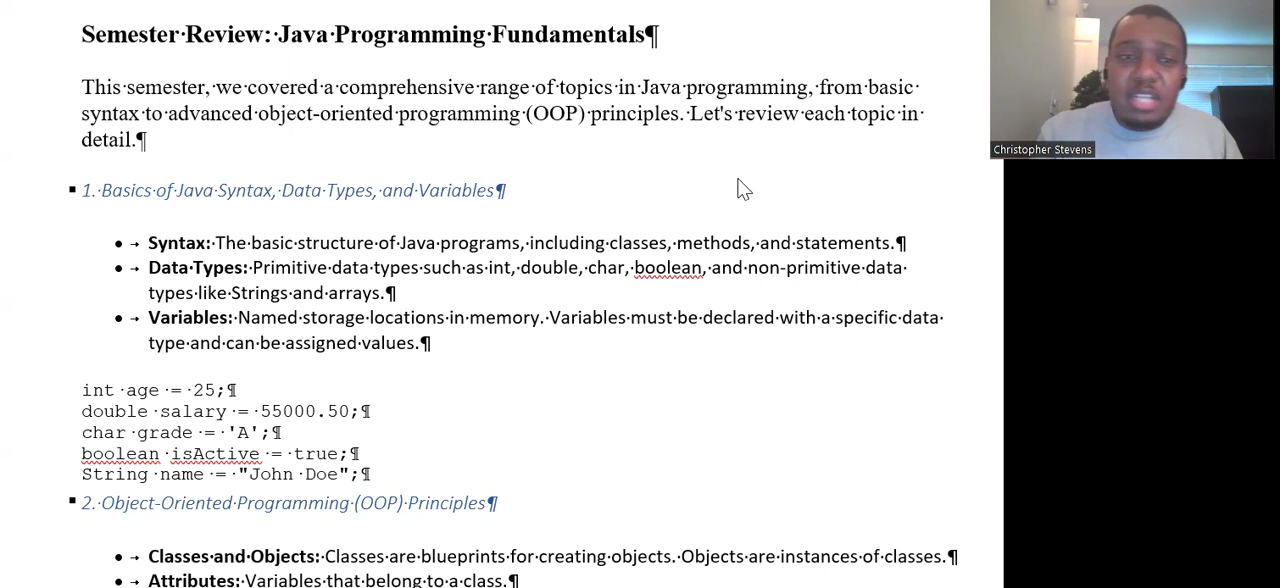 Semester Review: Java Programming Fundamentals¶
This semester, we covered a comprehensive range of topics in Java programming, from basic
syntax to advanced object-oriented programming (OOP) principles. Let's review each topic in
detail.¶
1. Basics of Java Syntax, Data Types, and Variables¶
Syntax: The basic structure of Java programs, including classes, methods, and statements.¶
Data Types: Primitive data types such as int, double, char, boolean, and non-primitive data
types like Strings and arrays.¶
Variables: Named storage locations in memory. Variables must be declared with a specific data
type and can be assigned values.¶
int age = 25;¶
double salary = 55000.50;¶
char grade = 'A';¶
boolean isActive = true;¶
String name = "John Doe";¶
2. Object-Oriented Programming (OOP) Principles¶
Classes and Objects: Classes are blueprints for creating objects. Objects are instances of classes.¶
Attributes: Variables that belong to a class.¶
Christopher Stevens